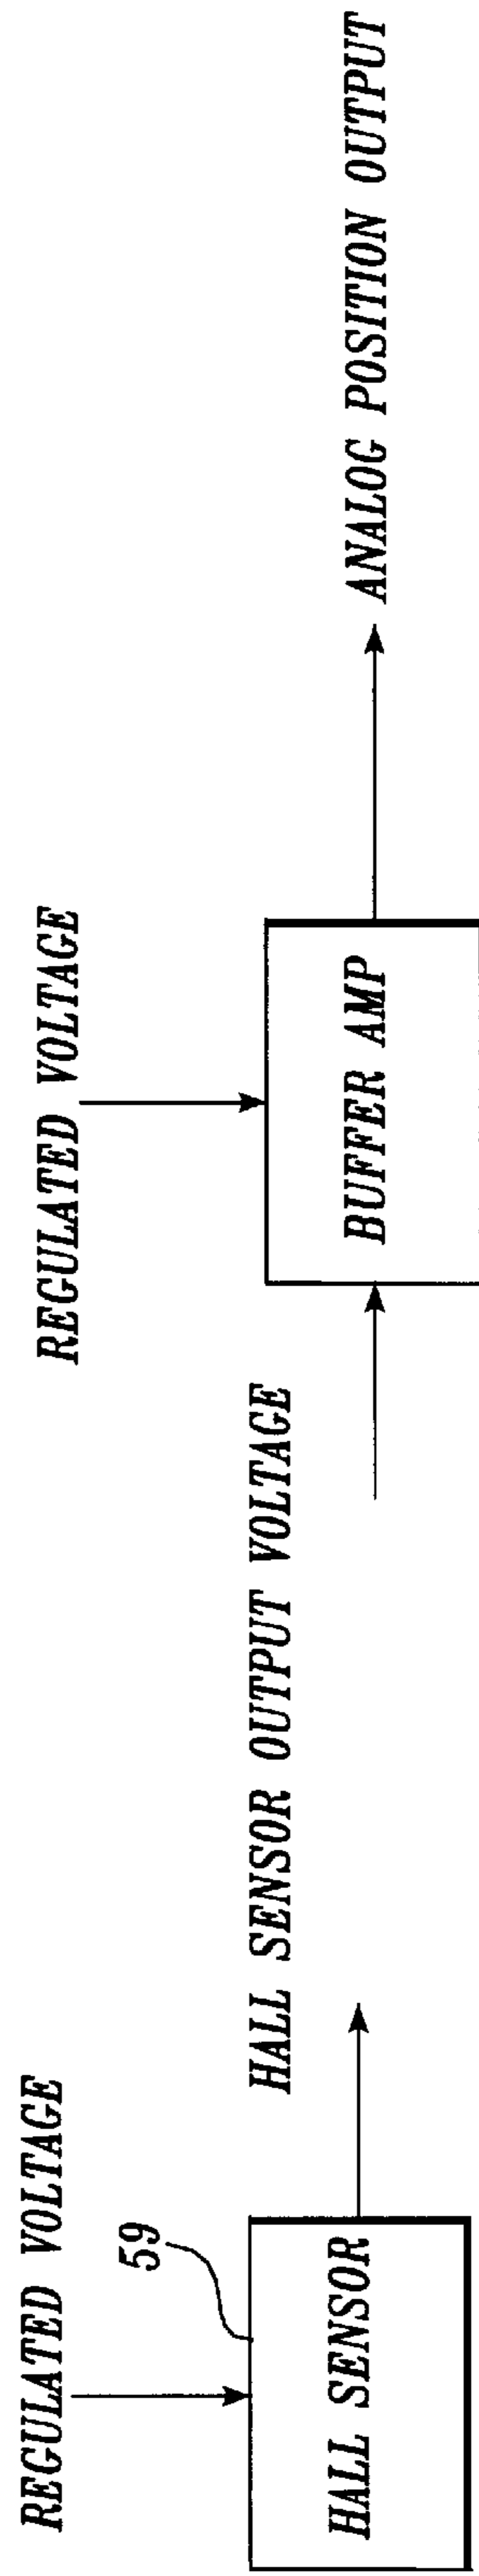 REGULATED VOLTAGE
59
HALL SENSOR
HALL SENSOR OUTPUT VOLTAGE
REGULATED VOLTAGE
BUFFER AMP
ANALOG POSITION OUTPUT